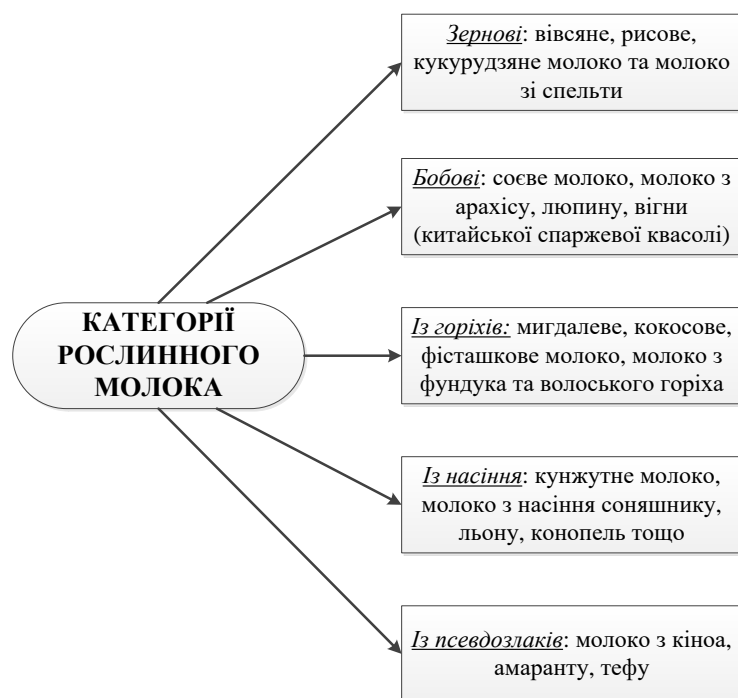 Зернові: вівсяне, рисове,
кукурудзяне молоко та молоко
зі спельти
Бобові: соєве молоко, молоко з
арахісу, люпину, вігни
(китайської спаржевої квасолі)
КАТЕГОРІЇ
РОСЛИННОГО
МОЛОКА
Із горіхів: мигдалеве, кокосове,
фісташкове молоко, молоко з
фундука та волоського горіха
Із насіння: кунжутне молоко,
молоко з насіння соняшнику,
льону, конопель тощо
Із псевдозлаків: молоко з кіноа,
амаранту, тефу